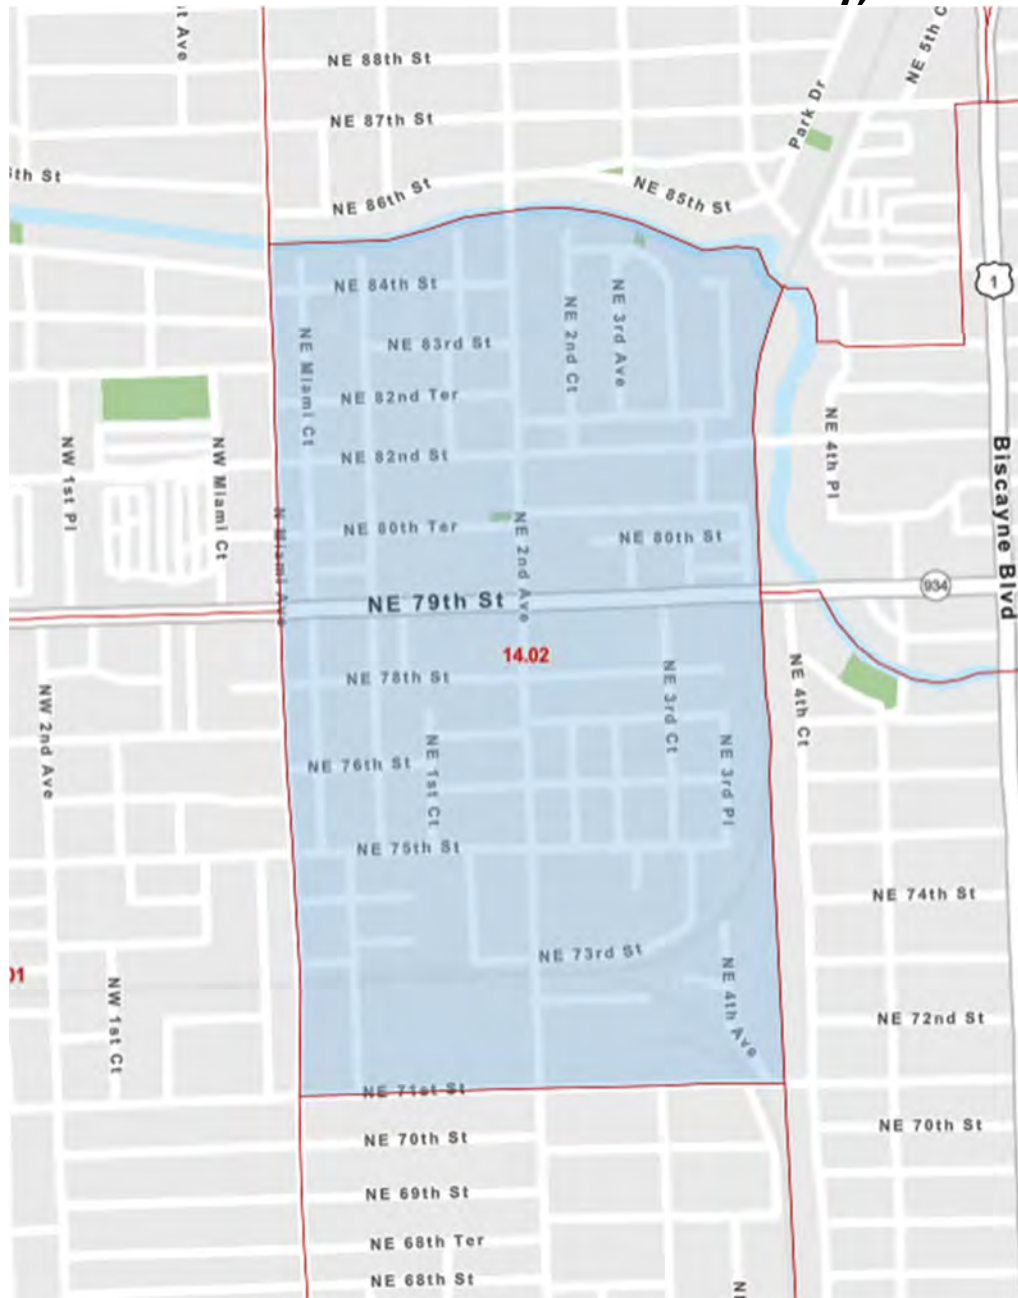 NE 5th C
t Ave
NE 88th St
Park Dr
NE 87th St
th St
NE 86th St
NE 85th St
1
NE 84th St
NE 3rd Ave
NE 2nd Ct
NE Miami Ct
NE 83rd St
NE 82nd Ter
NE 4th Pl
NW 1st Pl
NW Miami Ct
NE 82nd St
Biscayne Blvd
N Miami Ave
NE 80th Ter
NE 2nd Ave
NE 80th St
934
NE 79th St
14.02
NE 78th St
NE 3rd Ct
NE 4th Ct
NW 2nd Ave
NE 76th St
NE 1st Ct
NE 3rd Pl
NE 75th St
NE 74th St
NE 73rd St
01
NW 1st Ct
NE 4th Ave
NE 72nd St
NE 71st St
NE 70th St
NE 70th St
NE 69th St
NE 68th Ter
NE 68th St